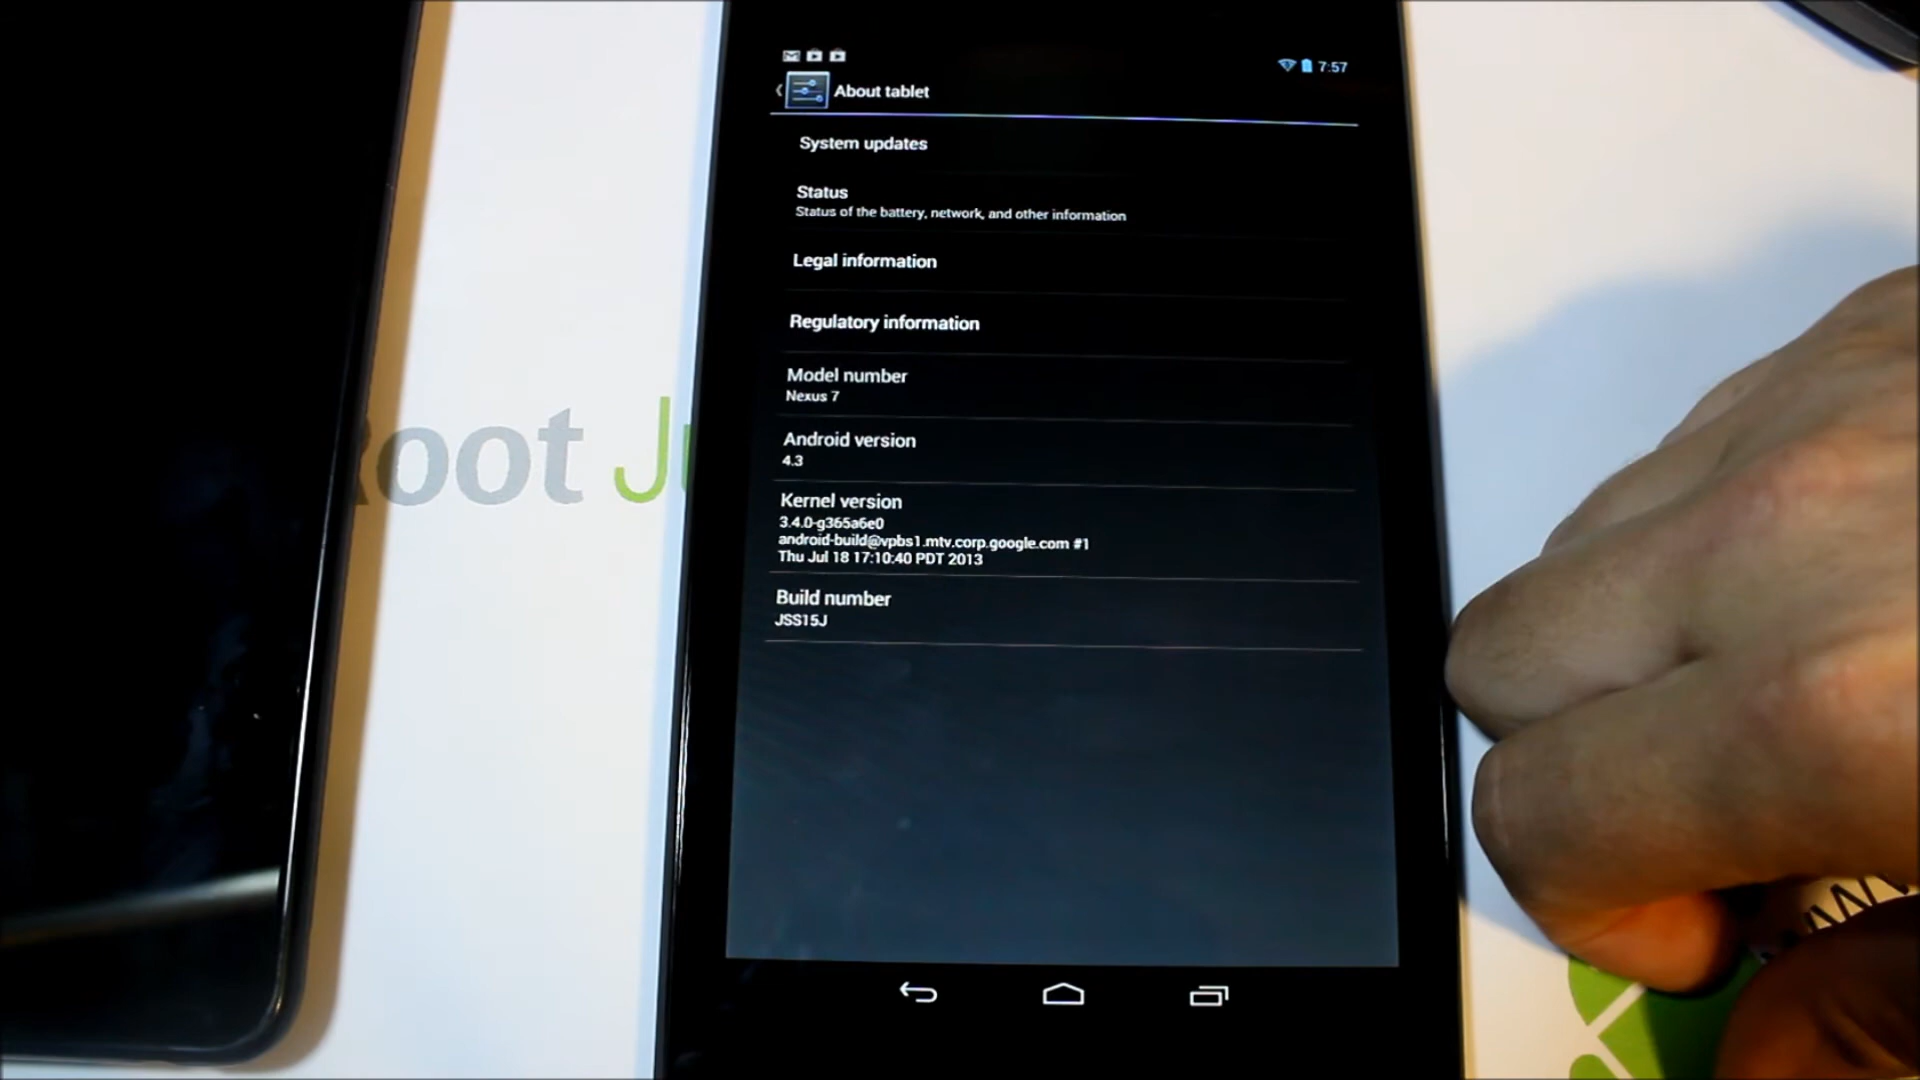 7:57
About tablet
System updates
Status
Status of the battery, network, and other information
Legal information
Regulatory information
Model number
Nexus 7
Android version
4.3
Kernel version
3.4.0-g365a6e0
android-build@vpbs1.mtv.corp.google.com #1
Thu Jul 18 17:10:40 PDT 2013
Build number
JSS15J
Root J